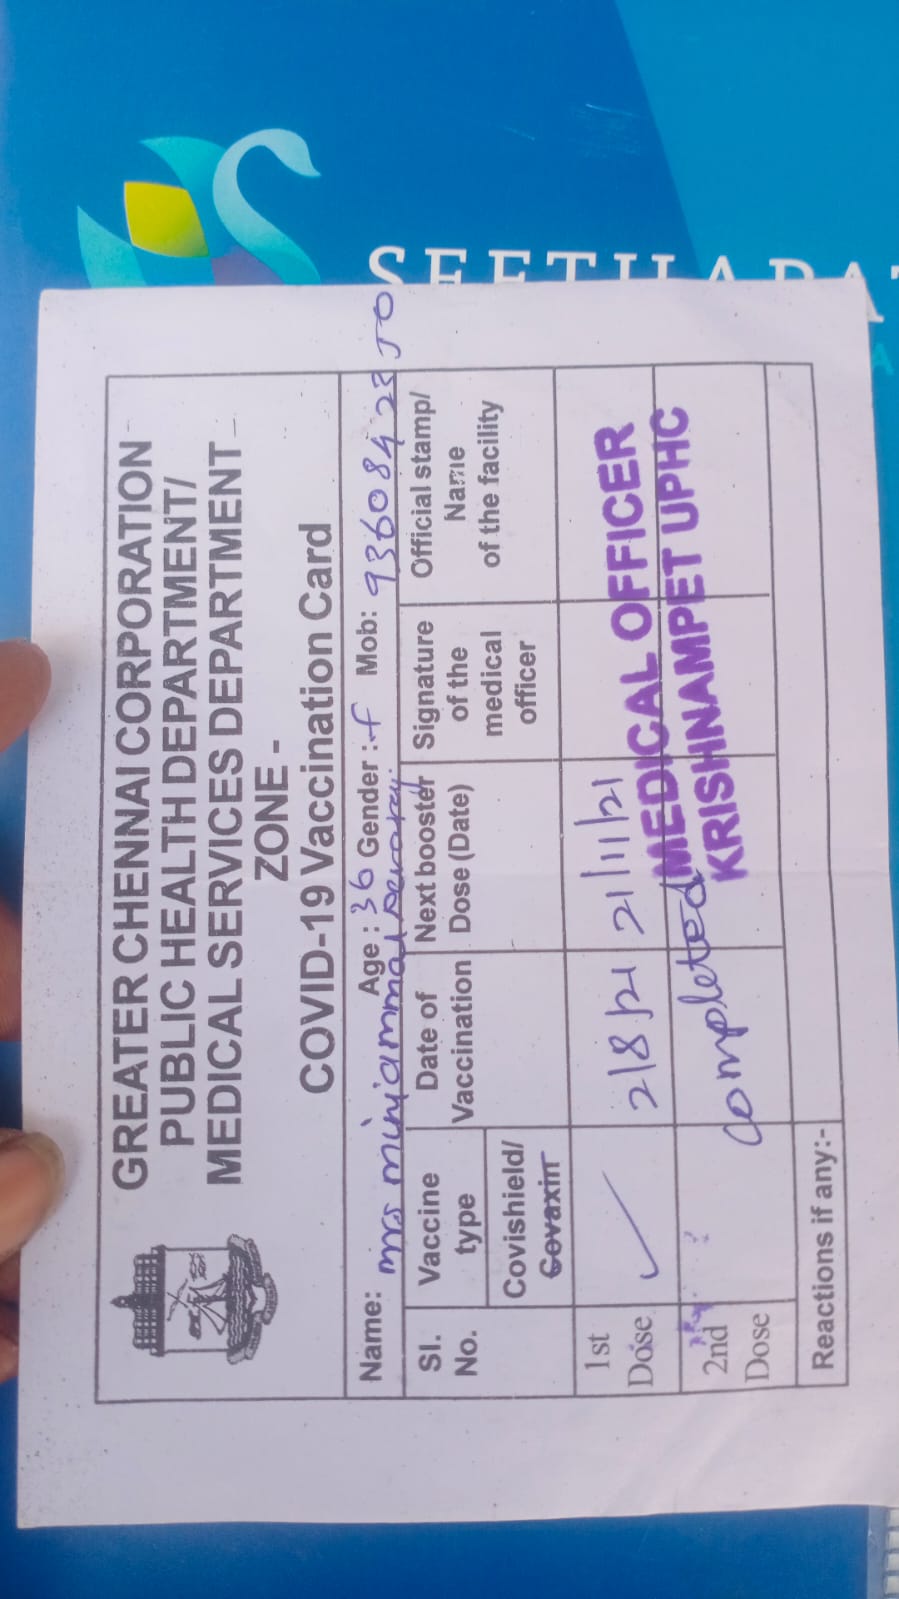 SEETHAPAT
GREATER CHENNAI CORPORATION
PUBLIC HEALTH DEPARTMENT/
MEDICAL SERVICES DEPARTMENT
ZONE -
COVID-19 Vaccination Card
Name: Age : 36 Gender : f Mob: 9360842350
mrs miniammal
Sl. No.
Vaccine type
Covishield/ Covaxin
Date of Vaccination
Next booster Dose (Date)
Signature of the medical officer
Official stamp/ Name of the facility
1st Dose 2/8/21 21/11/21
2nd Dose completed
MEDICAL OFFICER
KRISHNAMPET UPHC
Reactions if any:-